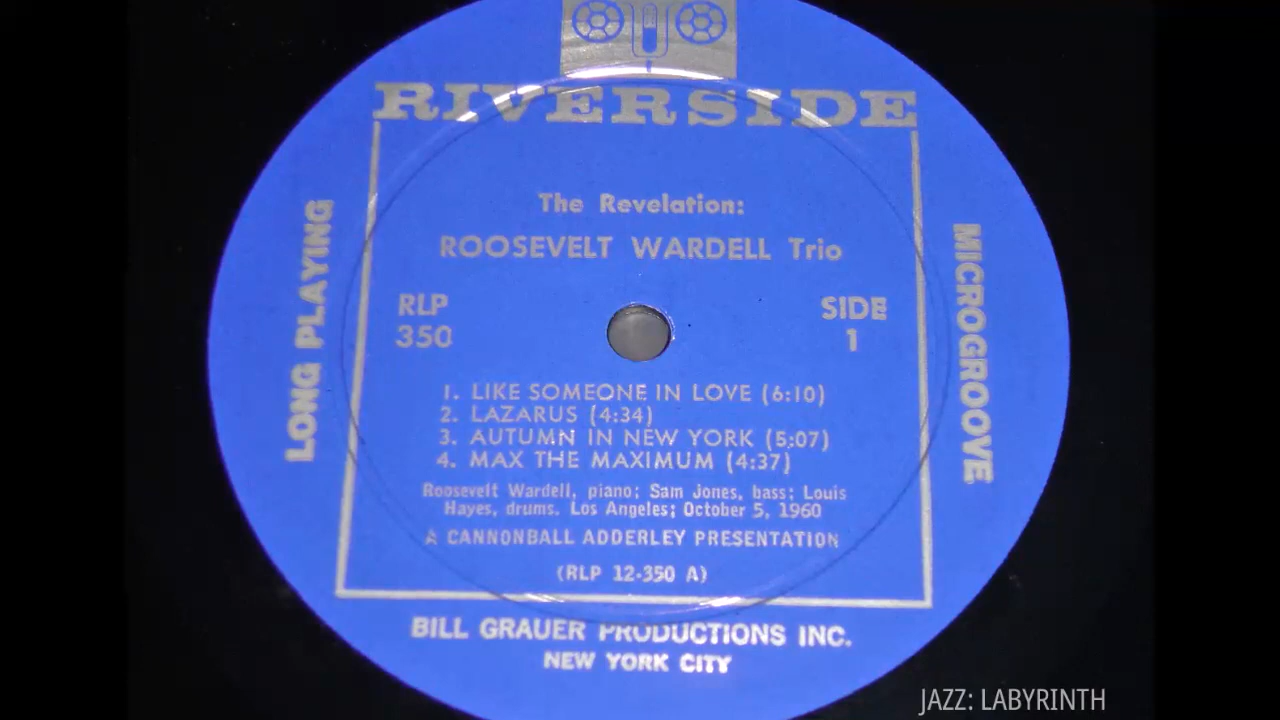 RIVERSIDE
The Revelation:
ROOSEVELT WARDELL Trio
LONG PLAYING
MICROGROOVE
RLP
350
SIDE
1
1. LIKE SOMEONE IN LOVE (6:10)
2. LAZARUS (4:34)
3. AUTUMN IN NEW YORK (5:07)
4. MAX THE MAXIMUM (4:37)
Roosevelt Wardell, piano; Sam Jones, bass; Louis
Hayes, drums. Los Angeles; October 5, 1960
A CANNONBALL ADDERLEY PRESENTATION
(RLP 12-350 A)
BILL GRAUER PRODUCTIONS INC.
NEW YORK CITY
JAZZ: LABYRINTH